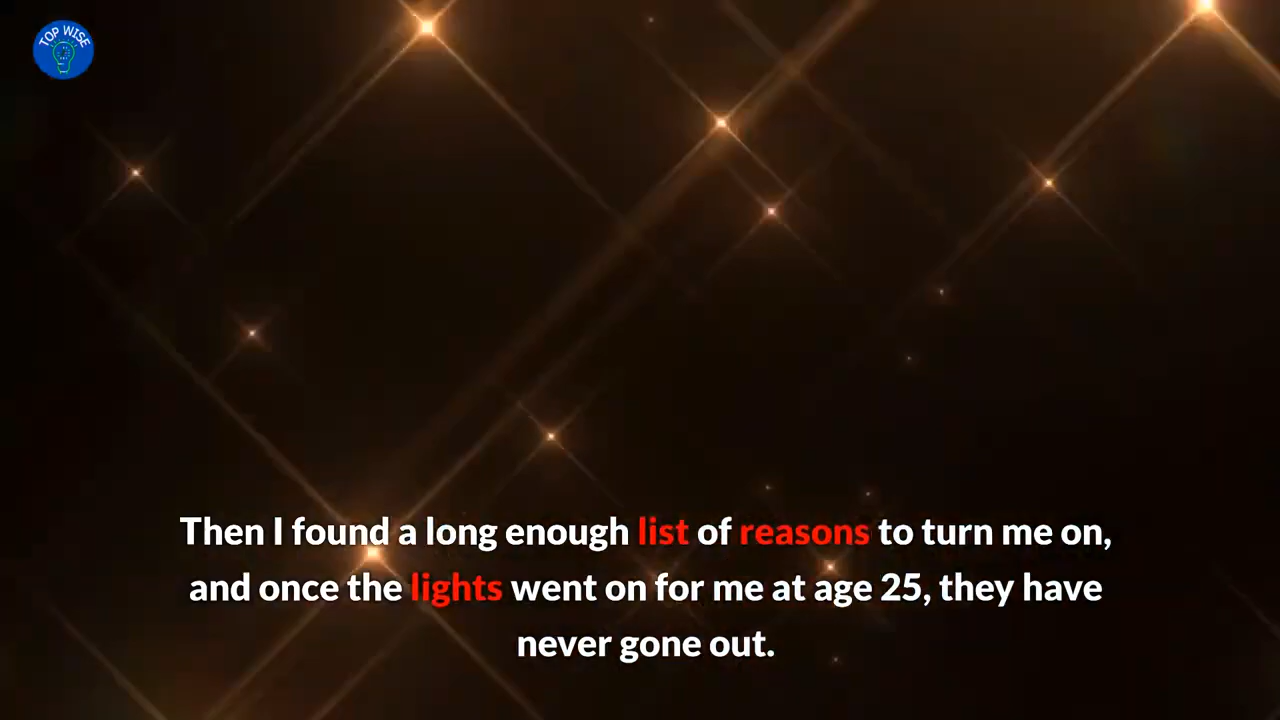 TOP WISE
Then I found a long enough list of reasons to turn me on,
and once the lights went on for me at age 25, they have
never gone out.